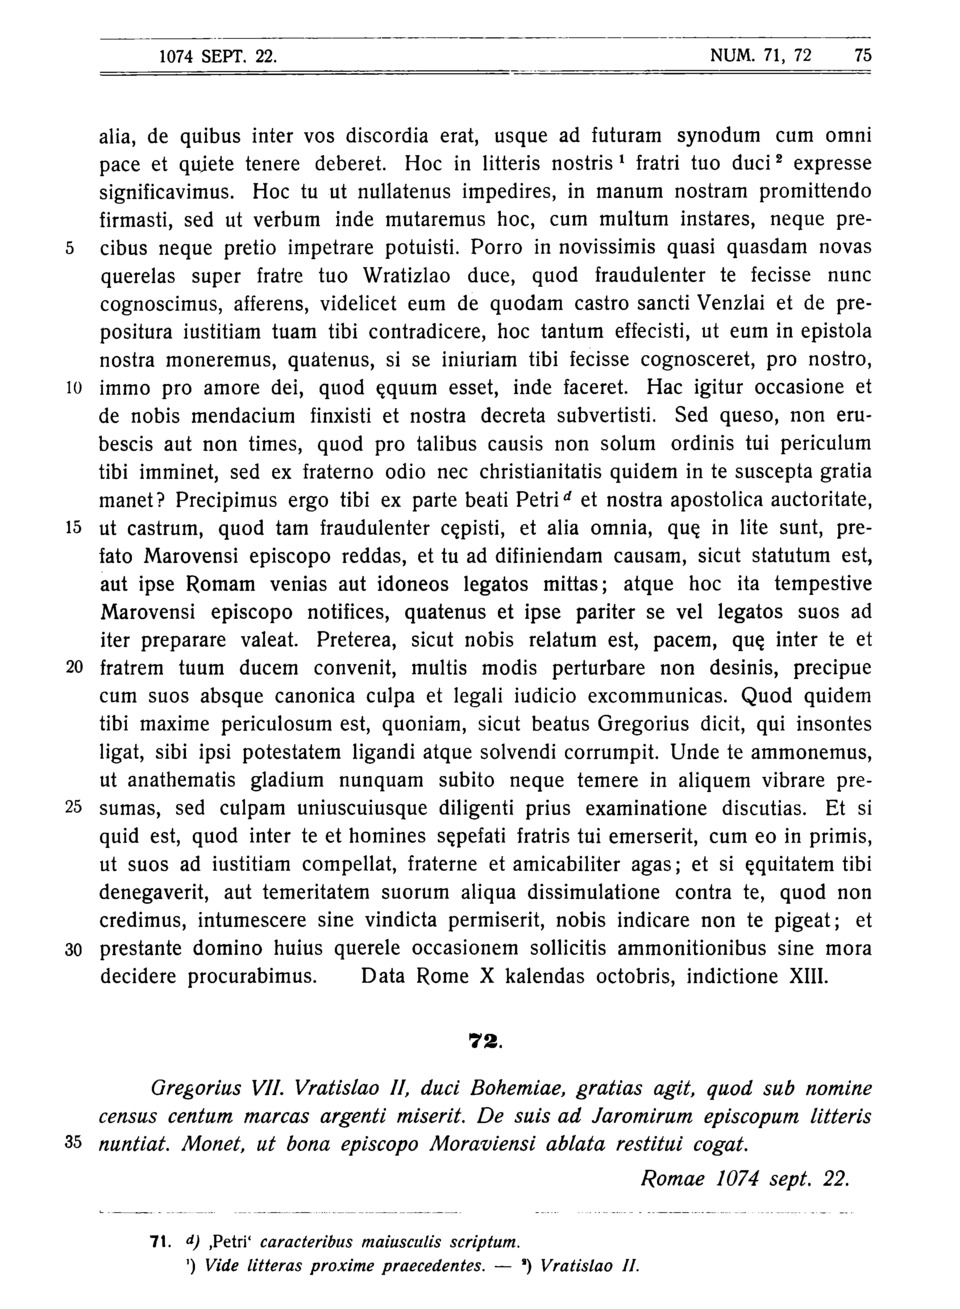 1074 SEPT. 22. NUM. 71, 72 75
alia, de quibus inter vos discordia erat, usque ad futuram synodum cum omni
pace et quiete tenere deberet. Hoc in litteris nostris ¹ fratri tuo duci ² expresse
significavimus. Hoc tu ut nullatenus impedires, in manum nostram promittendo
firmasti, sed ut verbum inde mutaremus hoc, cum multum instares, neque pre-
5 cibus neque pretio impetrare potuisti. Porro in novissimis quasi quasdam novas
querelas super fratre tuo Wratizlao duce, quod fraudulenter te fecisse nunc
cognoscimus, afferens, videlicet eum de quodam castro sancti Venzlai et de pre-
positura iustitiam tuam tibi contradicere, hoc tantum effecisti, ut eum in epistola
nostra moneremus, quatenus, si se iniuriam tibi fecisse cognosceret, pro nostro,
10 immo pro amore dei, quod ęquum esset, inde faceret. Hac igitur occasione et
de nobis mendacium finxisti et nostra decreta subvertisti. Sed queso, non eru-
bescis aut non times, quod pro talibus causis non solum ordinis tui periculum
tibi imminet, sed ex fraterno odio nec christianitatis quidem in te suscepta gratia
manet? Precipimus ergo tibi ex parte beati Petri d et nostra apostolica auctoritate,
15 ut castrum, quod tam fraudulenter cępisti, et alia omnia, quę in lite sunt, pre-
fato Marovensi episcopo reddas, et tu ad difiniendam causam, sicut statutum est,
aut ipse Romam venias aut idoneos legatos mittas; atque hoc ita tempestive
Marovensi episcopo notifices, quatenus et ipse pariter se vel legatos suos ad
iter preparare valeat. Preterea, sicut nobis relatum est, pacem, quę inter te et
20 fratrem tuum ducem convenit, multis modis perturbare non desinis, precipue
cum suos absque canonica culpa et legali iudicio excommunicas. Quod quidem
tibi maxime periculosum est, quoniam, sicut beatus Gregorius dicit, qui insontes
ligat, sibi ipsi potestatem ligandi atque solvendi corrumpit. Unde te ammonemus,
ut anathematis gladium nunquam subito neque temere in aliquem vibrare pre-
25 sumas, sed culpam uniuscuiusque diligenti prius examinatione discutias. Et si
quid est, quod inter te et homines sępefati fratris tui emerserit, cum eo in primis,
ut suos ad iustitiam compellat, fraterne et amicabiliter agas; et si ęquitatem tibi
denegaverit, aut temeritatem suorum aliqua dissimulatione contra te, quod non
credimus, intumescere sine vindicta permiserit, nobis indicare non te pigeat; et
30 prestante domino huius querele occasionem sollicitis ammonitionibus sine mora
decidere procurabimus. Data Rome X kalendas octobris, indictione XIII.
72.
Gregorius VII. Vratislao II, duci Bohemiae, gratias agit, quod sub nomine
census centum marcas argenti miserit. De suis ad Jaromirum episcopum litteris
35 nuntiat. Monet, ut bona episcopo Moraviensi ablata restitui cogat.
Romae 1074 sept. 22.
71. d) ‚Petri‘ caracteribus maiusculis scriptum.
¹) Vide litteras proxime praecedentes. — ²) Vratislao II.